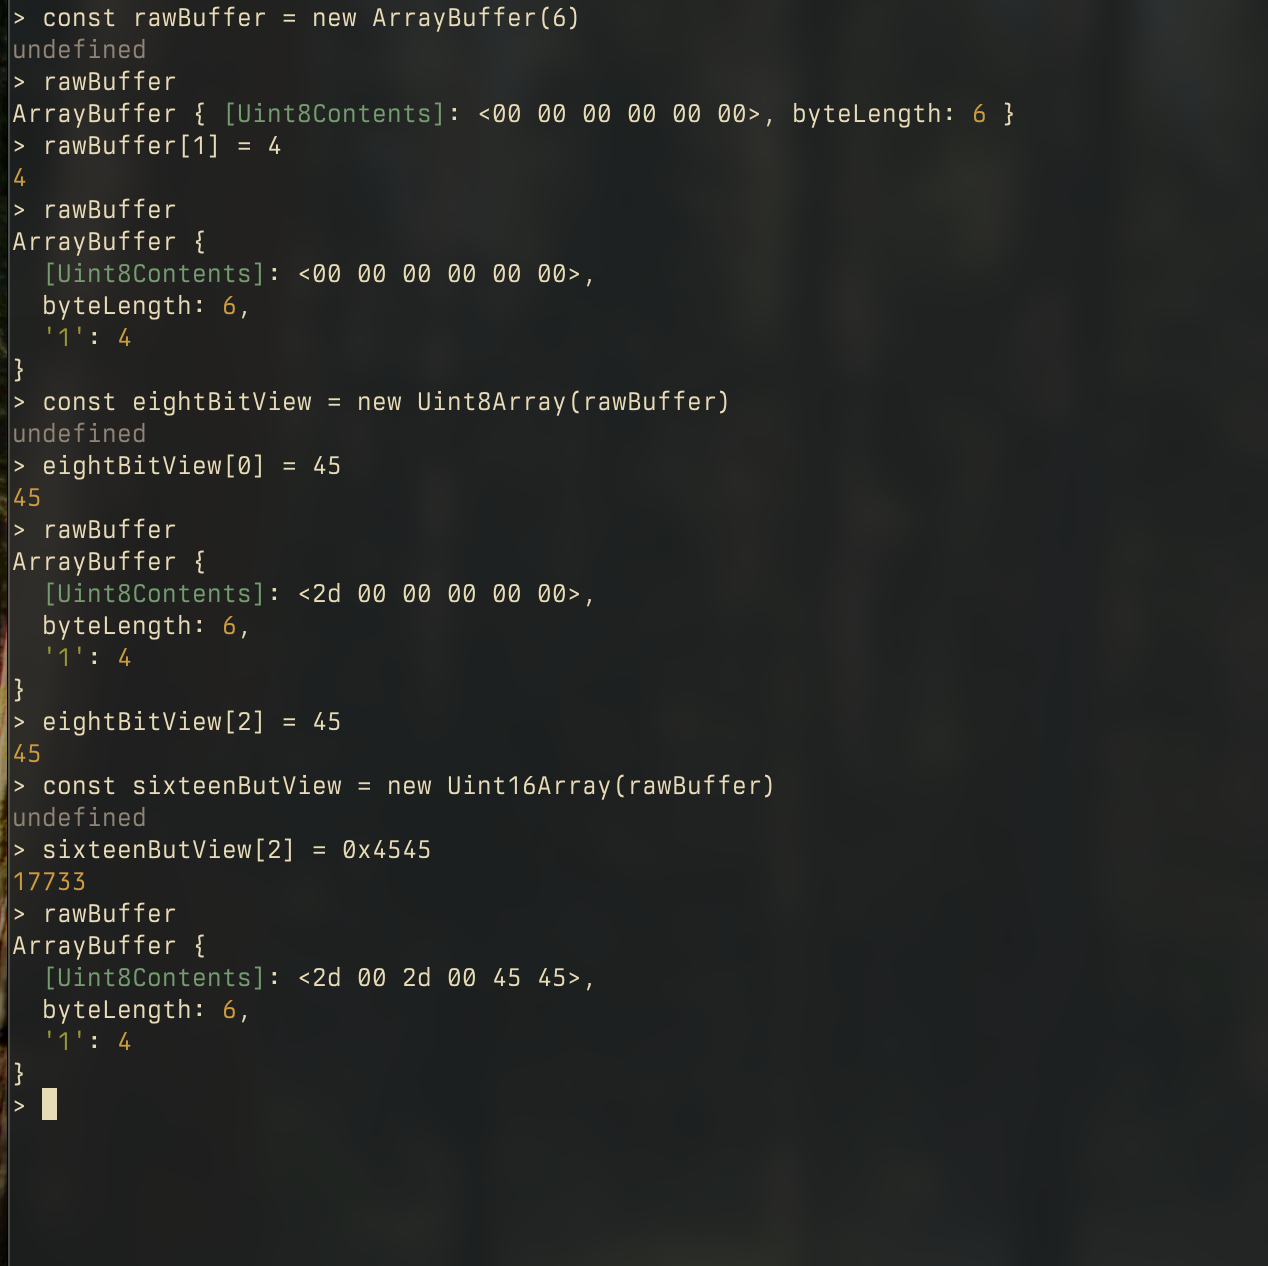 > const rawBuffer = new ArrayBuffer(6)
undefined
> rawBuffer
ArrayBuffer { [Uint8Contents]: <00 00 00 00 00 00>, byteLength: 6 }
> rawBuffer[1] = 4
4
> rawBuffer
ArrayBuffer {
  [Uint8Contents]: <00 00 00 00 00 00>,
  byteLength: 6,
  '1': 4
}
> const eightBitView = new Uint8Array(rawBuffer)
undefined
> eightBitView[0] = 45
45
> rawBuffer
ArrayBuffer {
  [Uint8Contents]: <2d 00 00 00 00 00>,
  byteLength: 6,
  '1': 4
}
> eightBitView[2] = 45
45
> const sixteenButView = new Uint16Array(rawBuffer)
undefined
> sixteenButView[2] = 0x4545
17733
> rawBuffer
ArrayBuffer {
  [Uint8Contents]: <2d 00 2d 00 45 45>,
  byteLength: 6,
  '1': 4
}
>